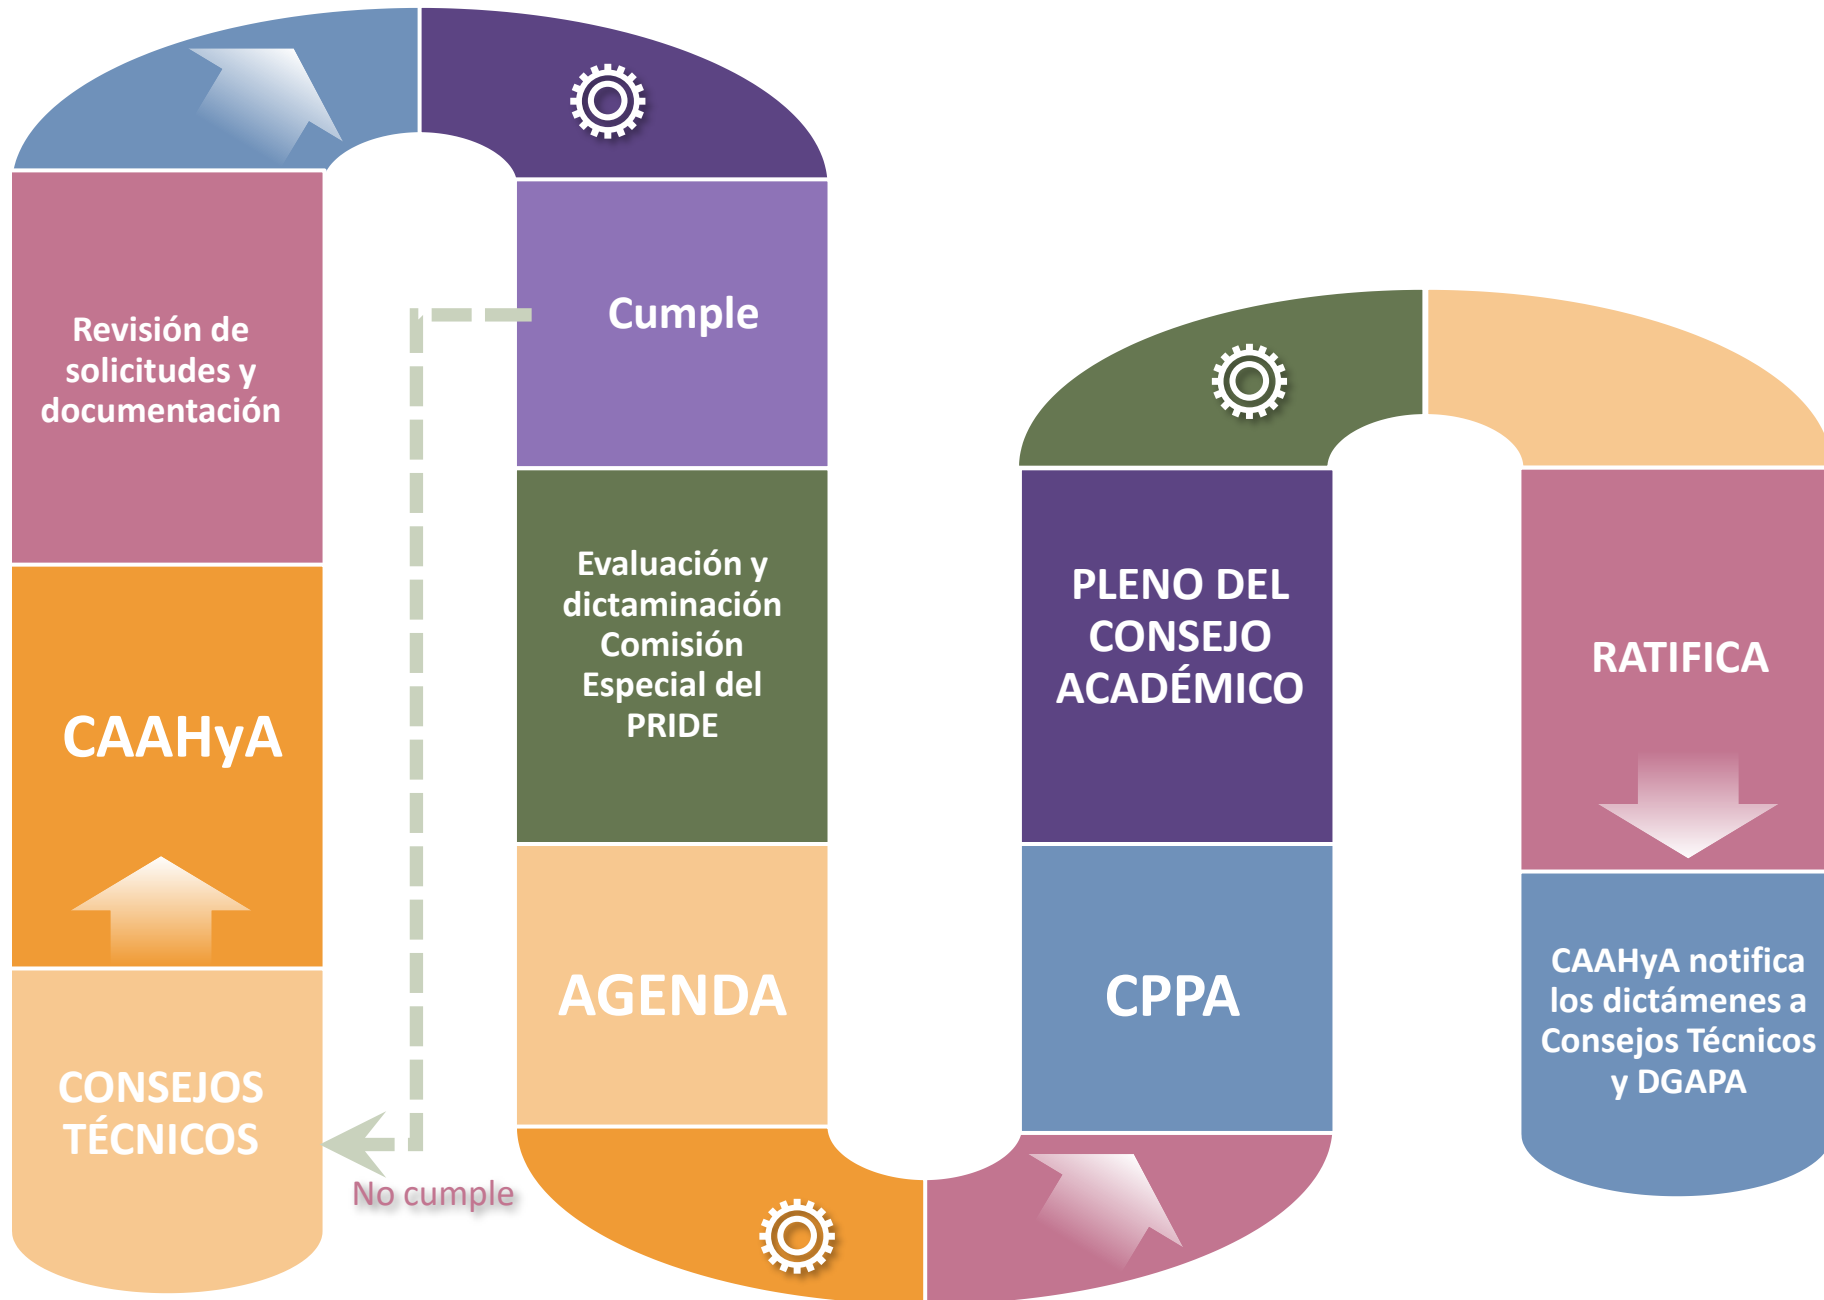 CONSEJOS
TÉCNICOS
CAAHyA
Revisión de
solicitudes y
documentación
Cumple
No cumple
Evaluación y
dictaminación
Comisión
Especial del
PRIDE
AGENDA
CPPA
PLENO DEL
CONSEJO
ACADÉMICO
RATIFICA
CAAHyA notifica
los dictámenes a
Consejos Técnicos
y DGAPA